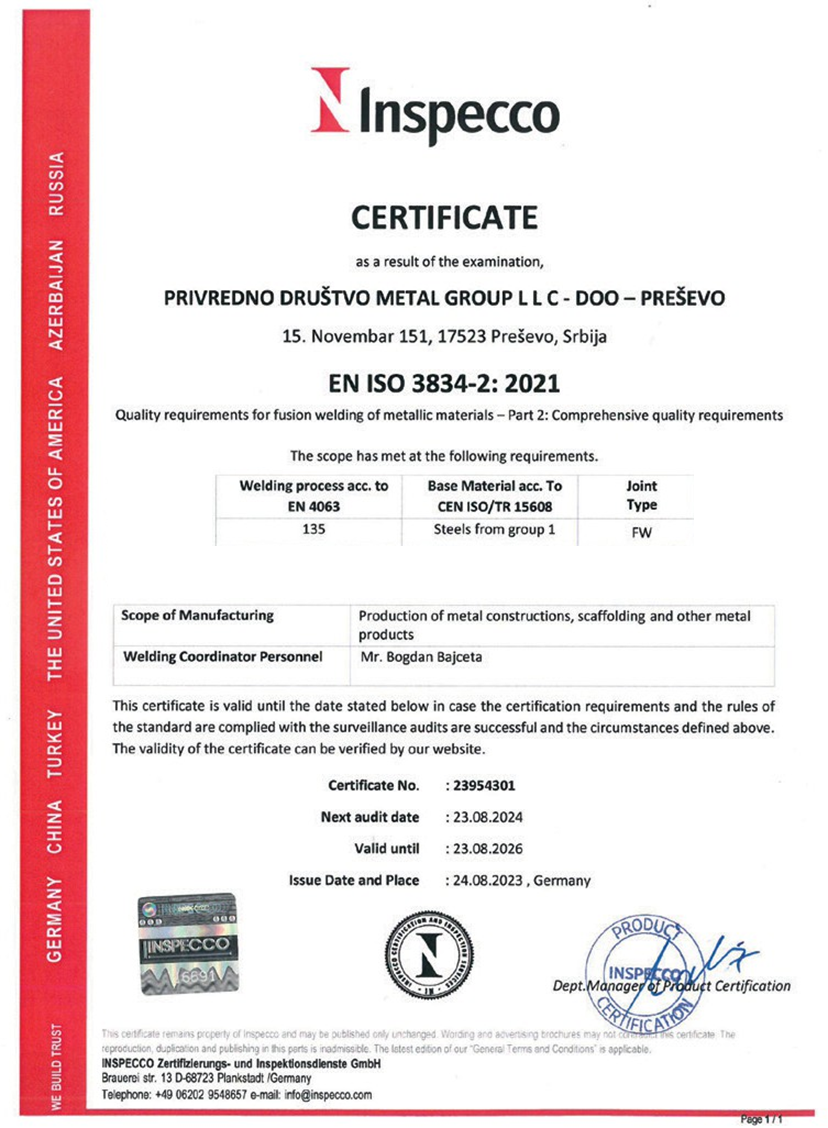 Inspecco
CERTIFICATE
as a result of the examination,
PRIVREDNO DRUŠTVO METAL GROUP L L C - DOO – PREŠEVO
15. Novembar 151, 17523 Preševo, Srbija
EN ISO 3834-2: 2021
Quality requirements for fusion welding of metallic materials – Part 2: Comprehensive quality requirements
The scope has met at the following requirements.
Welding process acc. to EN 4063 | Base Material acc. To CEN ISO/TR 15608 | Joint Type
135 | Steels from group 1 | FW
Scope of Manufacturing | Production of metal constructions, scaffolding and other metal products
Welding Coordinator Personnel | Mr. Bogdan Bajceta
This certificate is valid until the date stated below in case the certification requirements and the rules of
the standard are complied with the surveillance audits are successful and the circumstances defined above.
The validity of the certificate can be verified by our website.
Certificate No. : 23954301
Next audit date : 23.08.2024
Valid until : 23.08.2026
Issue Date and Place : 24.08.2023 , Germany
INSPECCO
6691
INSPECCO CERTIFICATION AND INSPECTION SERVICES
N
PRODUCT
INSPECCO
CERTIFICATION
Dept.Manager of Product Certification
This certificate remains property of Inspecco and may be published only unchanged. Wording and advertising brochures may not contradict this certificate. The
reproduction, duplication and publishing in this parts is inadmissible. The latest edition of our "General Terms and Conditions" is applicable.
INSPECCO Zertifizierungs- und Inspektionsdienste GmbH
Brauerei str. 13 D-68723 Plankstadt /Germany
Telephone: +49 06202 9548657 e-mail: info@inspecco.com
Page 1 / 1
WE BUILD TRUST GERMANY CHINA TURKEY THE UNITED STATES OF AMERICA AZERBAIJAN RUSSIA